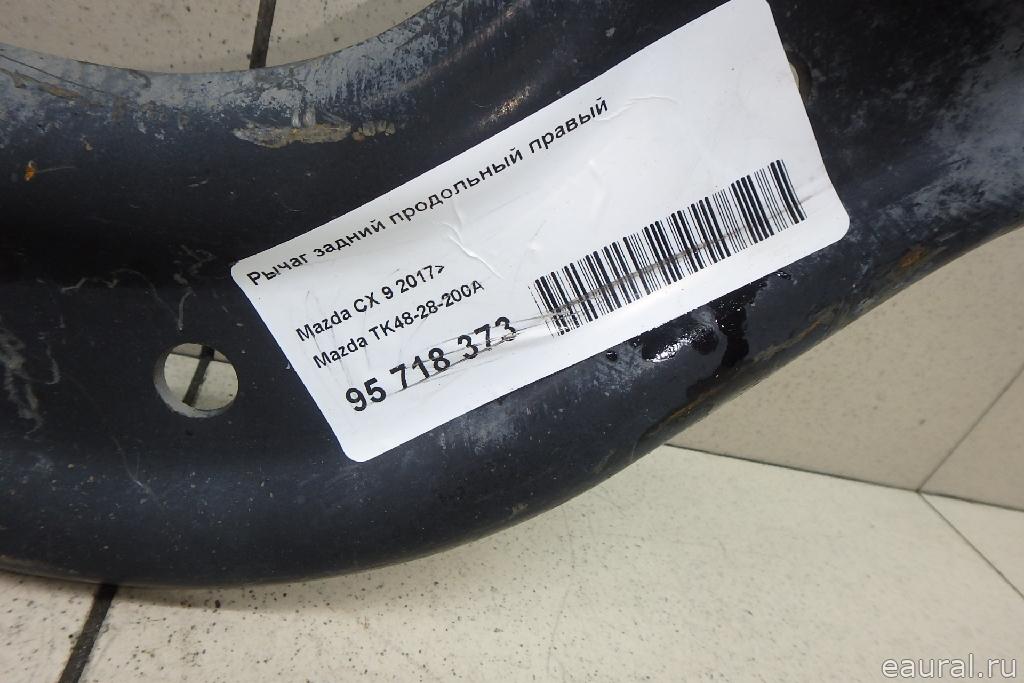 Рычаг задний продольный правый
Mazda CX 9 2017>
Mazda TK48-28-200A
95 718 373
eaural.ru